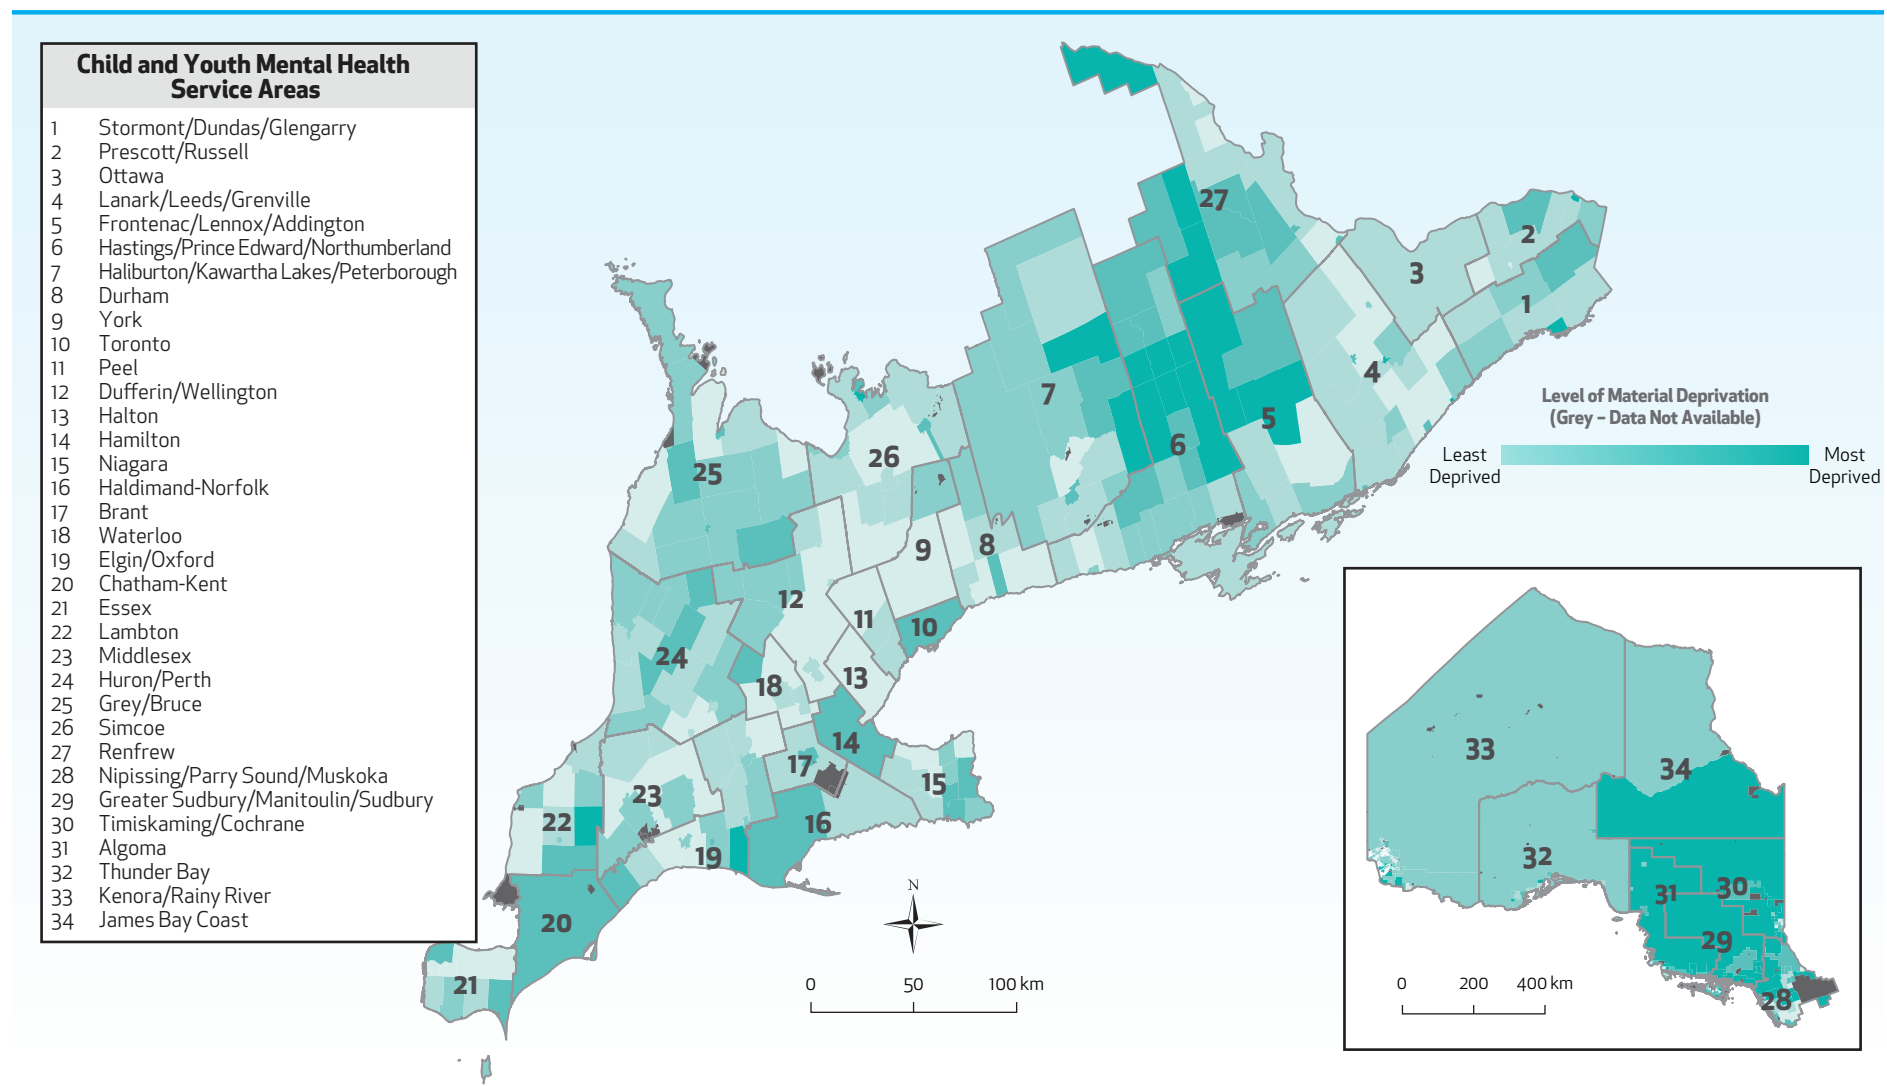 Child and Youth Mental Health
Service Areas
1 Stormont/Dundas/Glengarry
2 Prescott/Russell
3 Ottawa
4 Lanark/Leeds/Grenville
5 Frontenac/Lennox/Addington
6 Hastings/Prince Edward/Northumberland
7 Haliburton/Kawartha Lakes/Peterborough
8 Durham
9 York
10 Toronto
11 Peel
12 Dufferin/Wellington
13 Halton
14 Hamilton
15 Niagara
16 Haldimand-Norfolk
17 Brant
18 Waterloo
19 Elgin/Oxford
20 Chatham-Kent
21 Essex
22 Lambton
23 Middlesex
24 Huron/Perth
25 Grey/Bruce
26 Simcoe
27 Renfrew
28 Nipissing/Parry Sound/Muskoka
29 Greater Sudbury/Manitoulin/Sudbury
30 Timiskaming/Cochrane
31 Algoma
32 Thunder Bay
33 Kenora/Rainy River
34 James Bay Coast
27
2
3
1
4
7
5
6
26
25
9
8
12
11
10
24
18
13
14
17
15
23
22
16
19
20
21
Level of Material Deprivation
(Grey – Data Not Available)
Least
Deprived
Most
Deprived
N
0 50 100 km
33
34
32
31
30
29
28
0 200 400 km